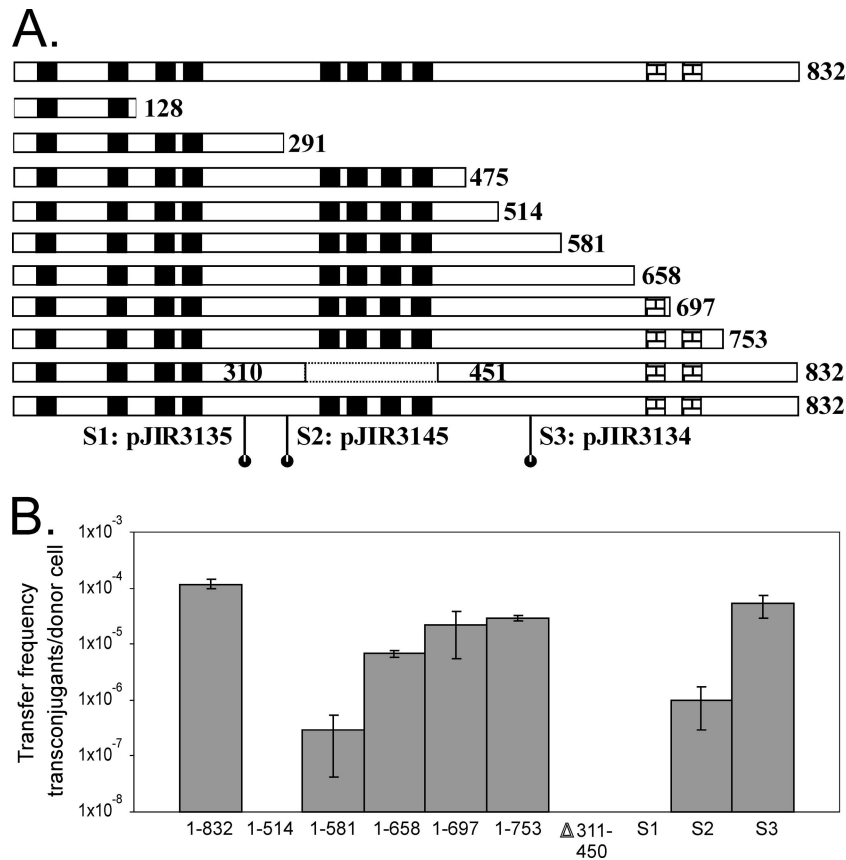 A.
832
128
291
475
514
581
658
697
753
310 451 832
832
S1: pJIR3135 S2: pJIR3145 S3: pJIR3134
B.
Transfer frequency
transconjugants/donor cell
1x10⁻³
1x10⁻⁴
1x10⁻⁵
1x10⁻⁶
1x10⁻⁷
1x10⁻⁸
1-832 1-514 1-581 1-658 1-697 1-753 Δ311- S1 S2 S3
450